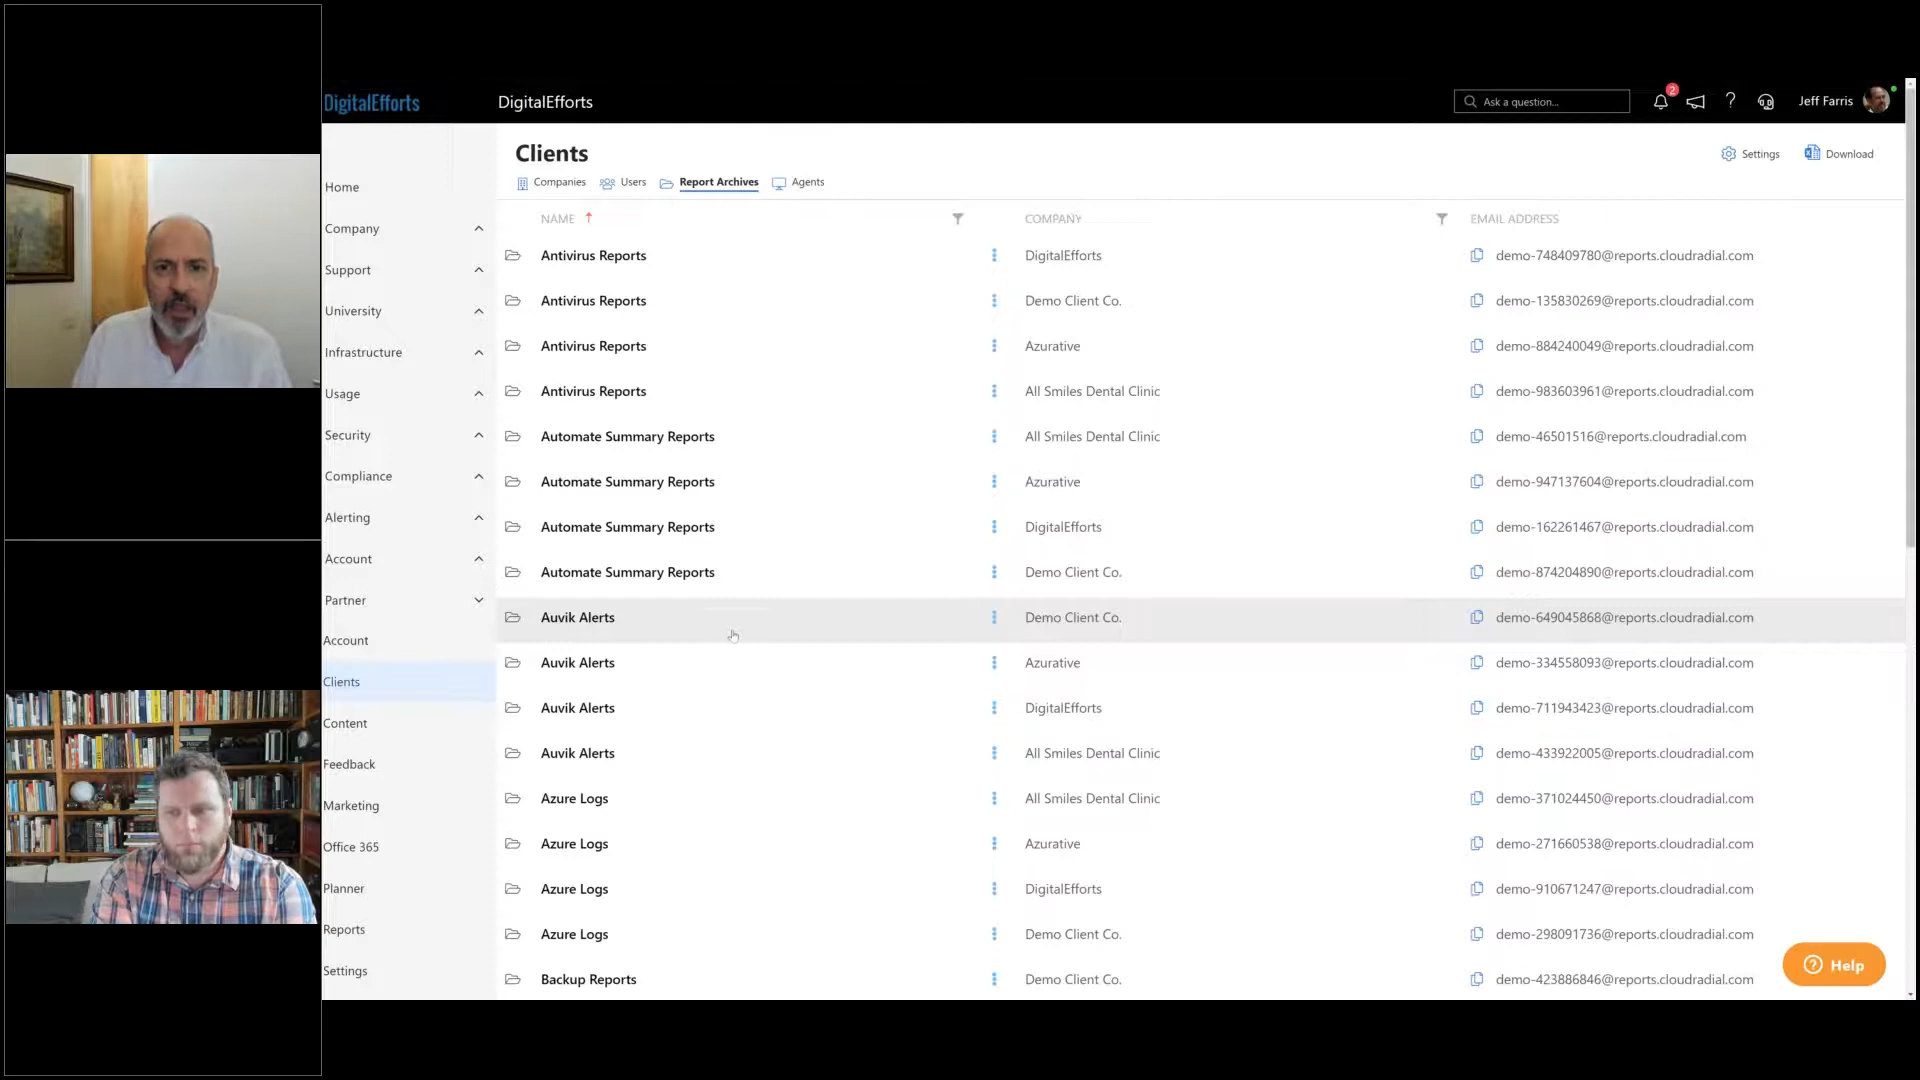 DigitalEfforts
DigitalEfforts
Ask a question...
2
?
Jeff Farris
Home
Company
Support
University
Infrastructure
Usage
Security
Compliance
Alerting
Account
Partner
Account
Clients
Content
Feedback
Marketing
Office 365
Planner
Reports
Settings
Clients
Settings
Download
Companies
Users
Report Archives
Agents
NAME COMPANY EMAIL ADDRESS
Antivirus Reports DigitalEfforts demo-748409780@reports.cloudradial.com
Antivirus Reports Demo Client Co. demo-135830269@reports.cloudradial.com
Antivirus Reports Azurative demo-884240049@reports.cloudradial.com
Antivirus Reports All Smiles Dental Clinic demo-983603961@reports.cloudradial.com
Automate Summary Reports All Smiles Dental Clinic demo-46501516@reports.cloudradial.com
Automate Summary Reports Azurative demo-947137604@reports.cloudradial.com
Automate Summary Reports DigitalEfforts demo-162261467@reports.cloudradial.com
Automate Summary Reports Demo Client Co. demo-874204890@reports.cloudradial.com
Auvik Alerts Demo Client Co. demo-649045868@reports.cloudradial.com
Auvik Alerts Azurative demo-334558093@reports.cloudradial.com
Auvik Alerts DigitalEfforts demo-711943423@reports.cloudradial.com
Auvik Alerts All Smiles Dental Clinic demo-433922005@reports.cloudradial.com
Azure Logs All Smiles Dental Clinic demo-371024450@reports.cloudradial.com
Azure Logs Azurative demo-271660538@reports.cloudradial.com
Azure Logs DigitalEfforts demo-910671247@reports.cloudradial.com
Azure Logs Demo Client Co. demo-298091736@reports.cloudradial.com
Backup Reports Demo Client Co. demo-423886846@reports.cloudradial.com
? Help